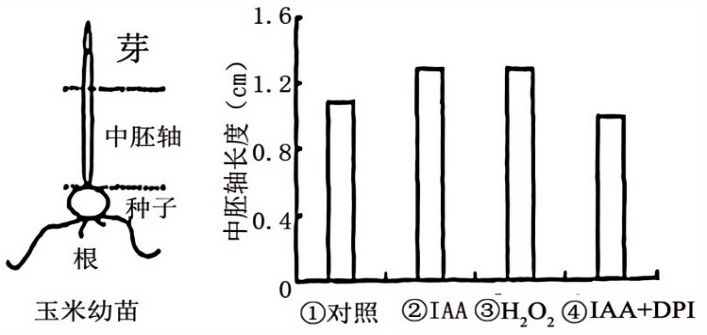 芽
中胚轴
种子
根
玉米幼苗
中胚轴长度（cm）
1.6
1.2
0.8
0.4
0
①对照 ②IAA ③H₂O₂ ④IAA+DPI